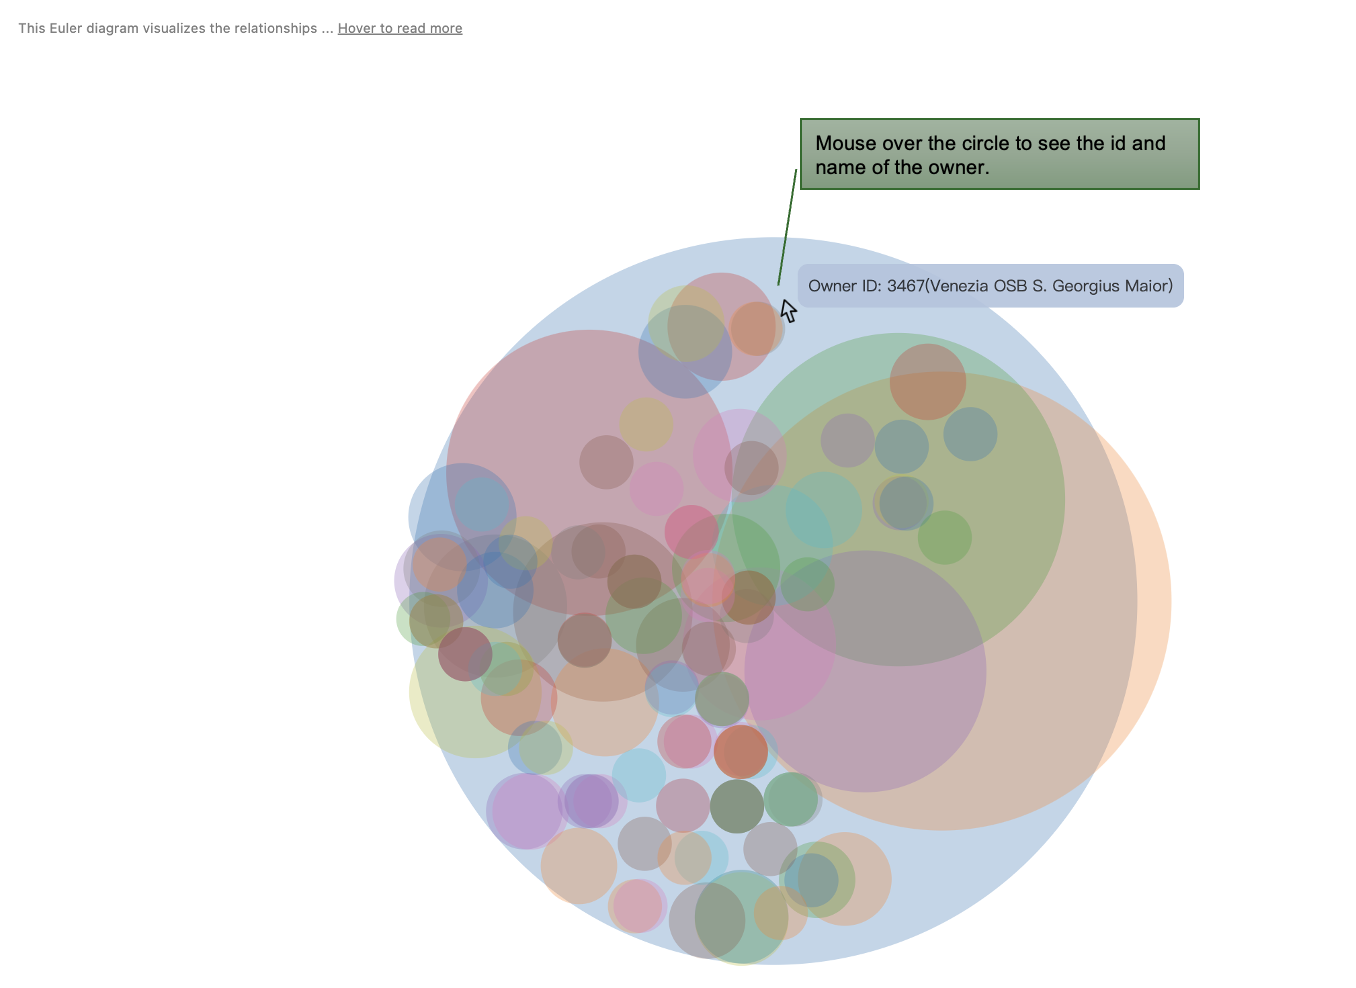 This Euler diagram visualizes the relationships ... Hover to read more
Mouse over the circle to see the id and
name of the owner.
Owner ID: 3467(Venezia OSB S. Georgius Maior)